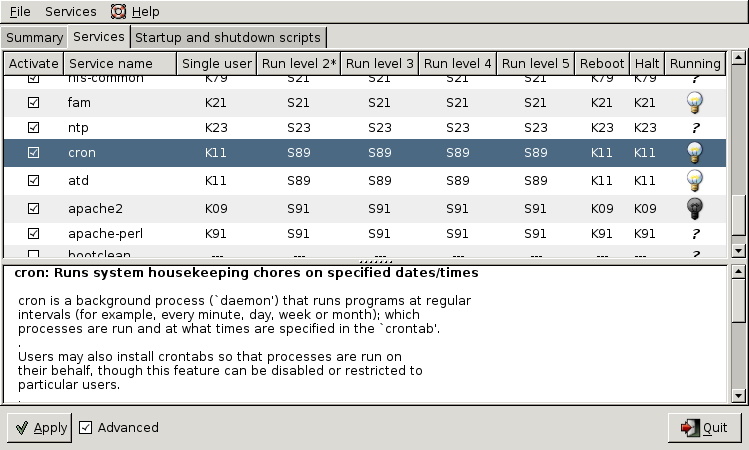 File Services Help
Summary Services Startup and shutdown scripts
Activate Service name Single user Run level 2* Run level 3 Run level 4 Run level 5 Reboot Halt Running
nfs-common K79 S21 S21 S21 S21 K79 K79 ?
fam K21 S21 S21 S21 S21 K21 K21
ntp K23 S23 S23 S23 S23 K23 K23 ?
cron K11 S89 S89 S89 S89 K11 K11
atd K11 S89 S89 S89 S89 K11 K11
apache2 K09 S91 S91 S91 S91 K09 K09
apache-perl K91 S91 S91 S91 S91 K91 K91 ?
bootclean --- --- --- --- --- --- --- ?
cron: Runs system housekeeping chores on specified dates/times
cron is a background process (`daemon') that runs programs at regular
intervals (for example, every minute, day, week or month); which
processes are run and at what times are specified in the `crontab'.
.
Users may also install crontabs so that processes are run on
their behalf, though this feature can be disabled or restricted to
particular users.
.
Apply Advanced Quit